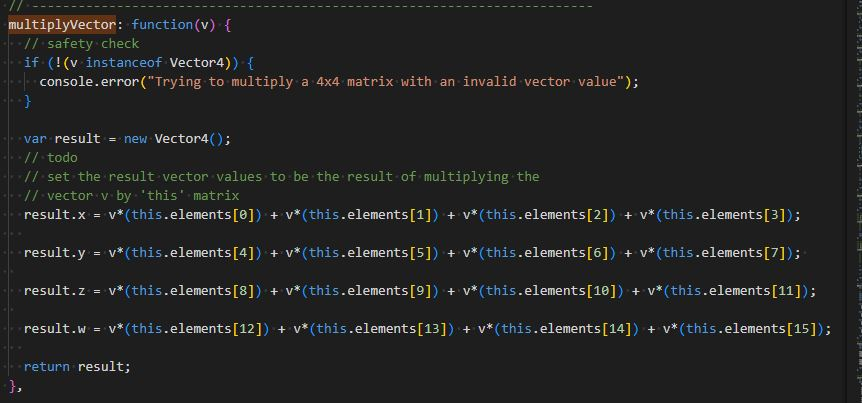 // -------------------------------------------------------------------------
multiplyVector: function(v) {
// safety check
if (!(v instanceof Vector4)) {
console.error("Trying to multiply a 4x4 matrix with an invalid vector value");
}
var result = new Vector4();
// todo
// set the result vector values to be the result of multiplying the
// vector v by 'this' matrix
result.x = v*(this.elements[0]) + v*(this.elements[1]) + v*(this.elements[2]) + v*(this.elements[3]);
result.y = v*(this.elements[4]) + v*(this.elements[5]) + v*(this.elements[6]) + v*(this.elements[7]);
result.z = v*(this.elements[8]) + v*(this.elements[9]) + v*(this.elements[10]) + v*(this.elements[11]);
result.w = v*(this.elements[12]) + v*(this.elements[13]) + v*(this.elements[14]) + v*(this.elements[15]);
return result;
},